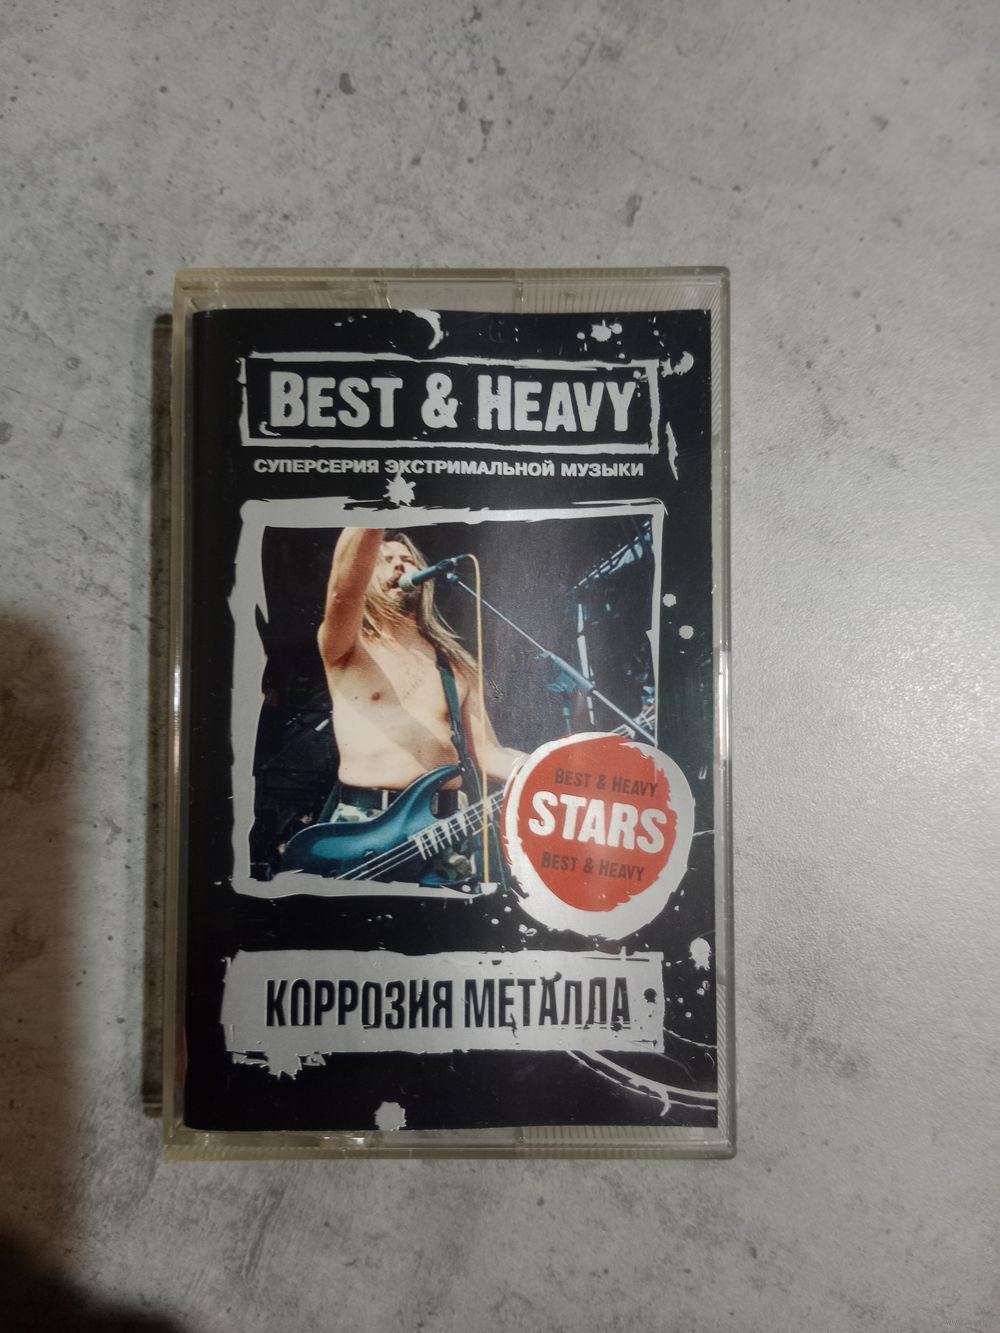 BEST & HEAVY
СУПЕРСЕРИЯ ЭКСТРИМАЛЬНОЙ МУЗЫКИ
BEST & HEAVY
STARS
BEST & HEAVY
КОРРОЗИЯ МЕТАЛЛА